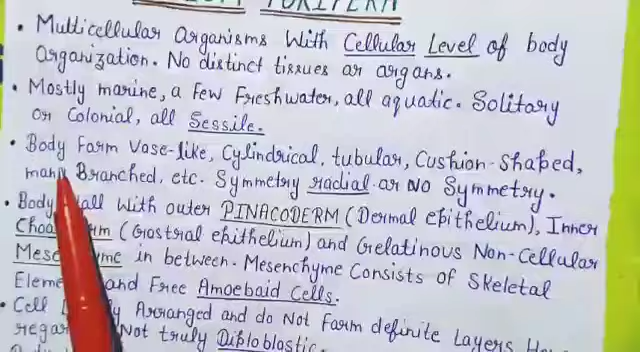 PORIFERA
• Multicellular Organisms With Cellular Level of body
Organization. No distinct tissues or organs.
• Mostly marine, a Few Freshwater, all aquatic. Solitary
or Colonial, all Sessile.
• Body Form Vase-like, Cylindrical, tubular, Cushion-Shaped,
many Branched, etc. Symmetry radial or No Symmetry.
• Body With outer PINACODERM (Dermal epithelium), Inner
(Gastral epithelium) and Gelatinous Non-Cellular
in between. Mesenchyme Consists of Skeletal
and Free Amoebaid Cells.
• Cell Arranged and do Not Form definite Layers
Not truly Diploblastic.